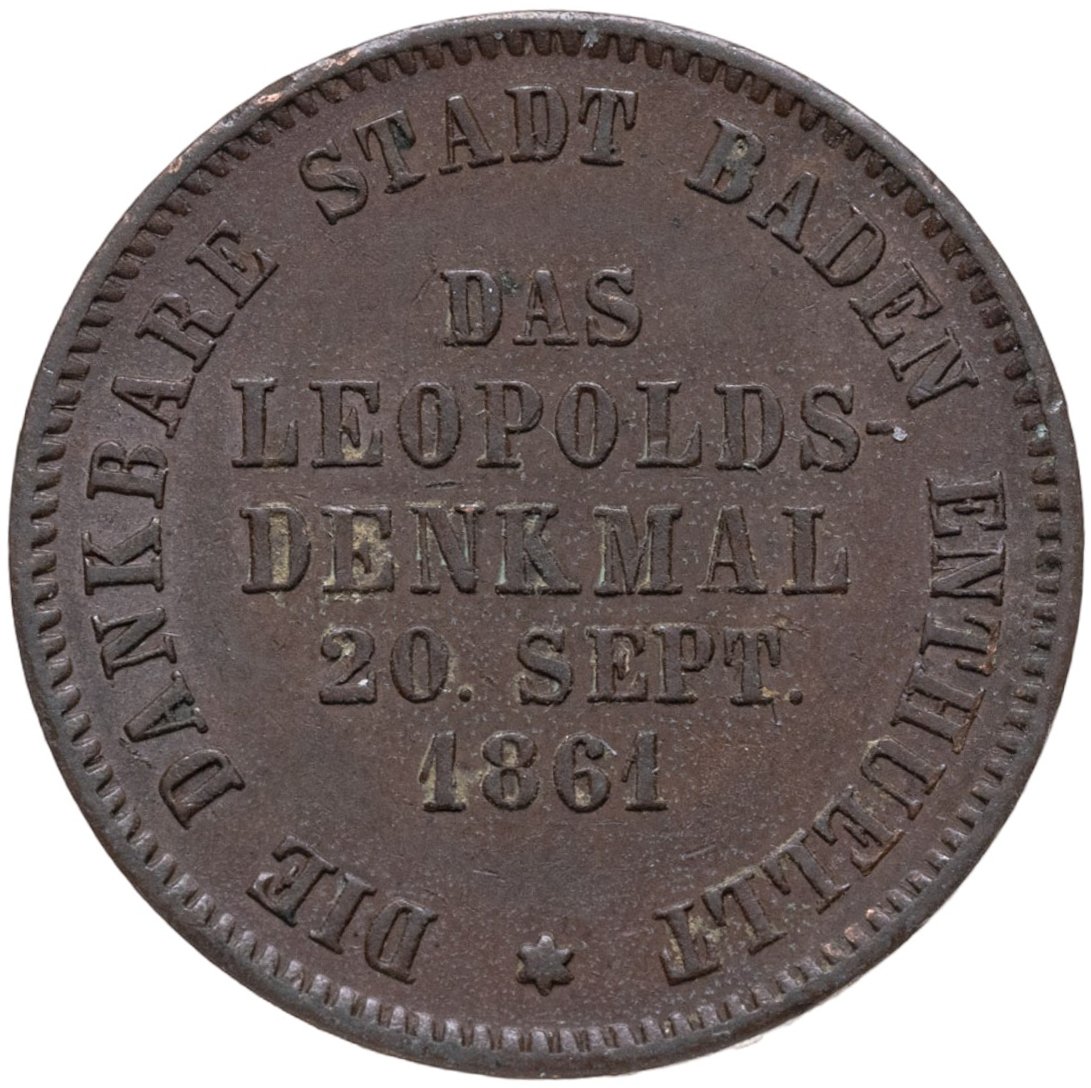 DIE DANKBARE STADT BADEN ENTHUELLT
DAS
LEOPOLDS-
DENKMAL
20. SEPT.
1861